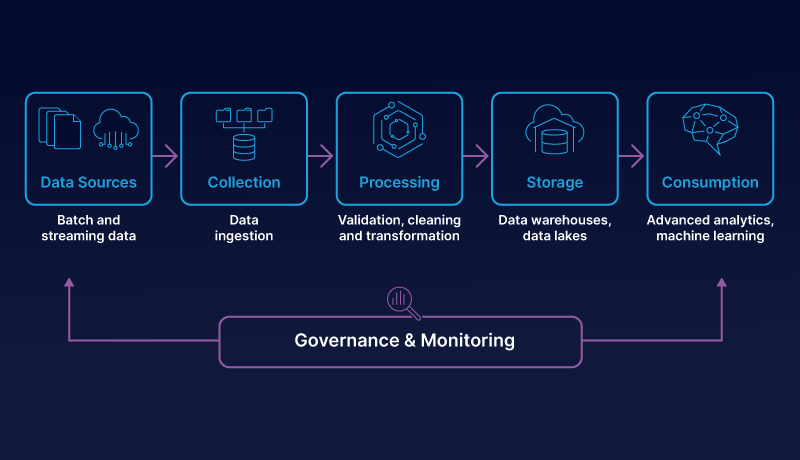 Data Sources
Collection
Processing
Storage
Consumption
Batch and
streaming data
Data
ingestion
Validation, cleaning
and transformation
Data warehouses,
data lakes
Advanced analytics,
machine learning
Governance & Monitoring